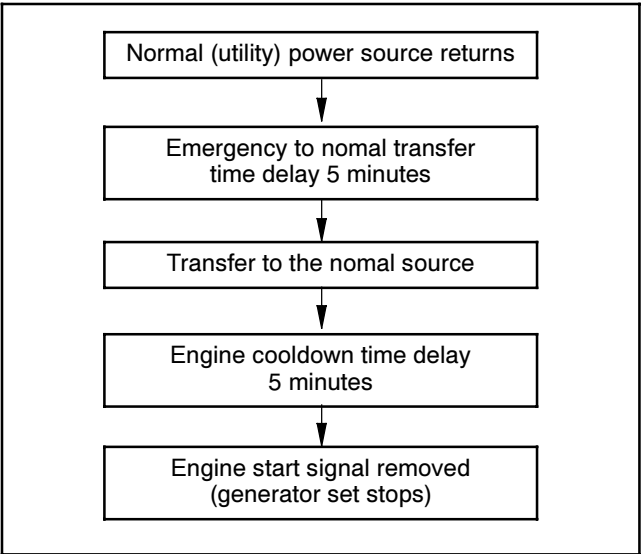 Normal (utility) power source returns
Emergency to nomal transfer
time delay 5 minutes
Transfer to the nomal source
Engine cooldown time delay
5 minutes
Engine start signal removed
(generator set stops)